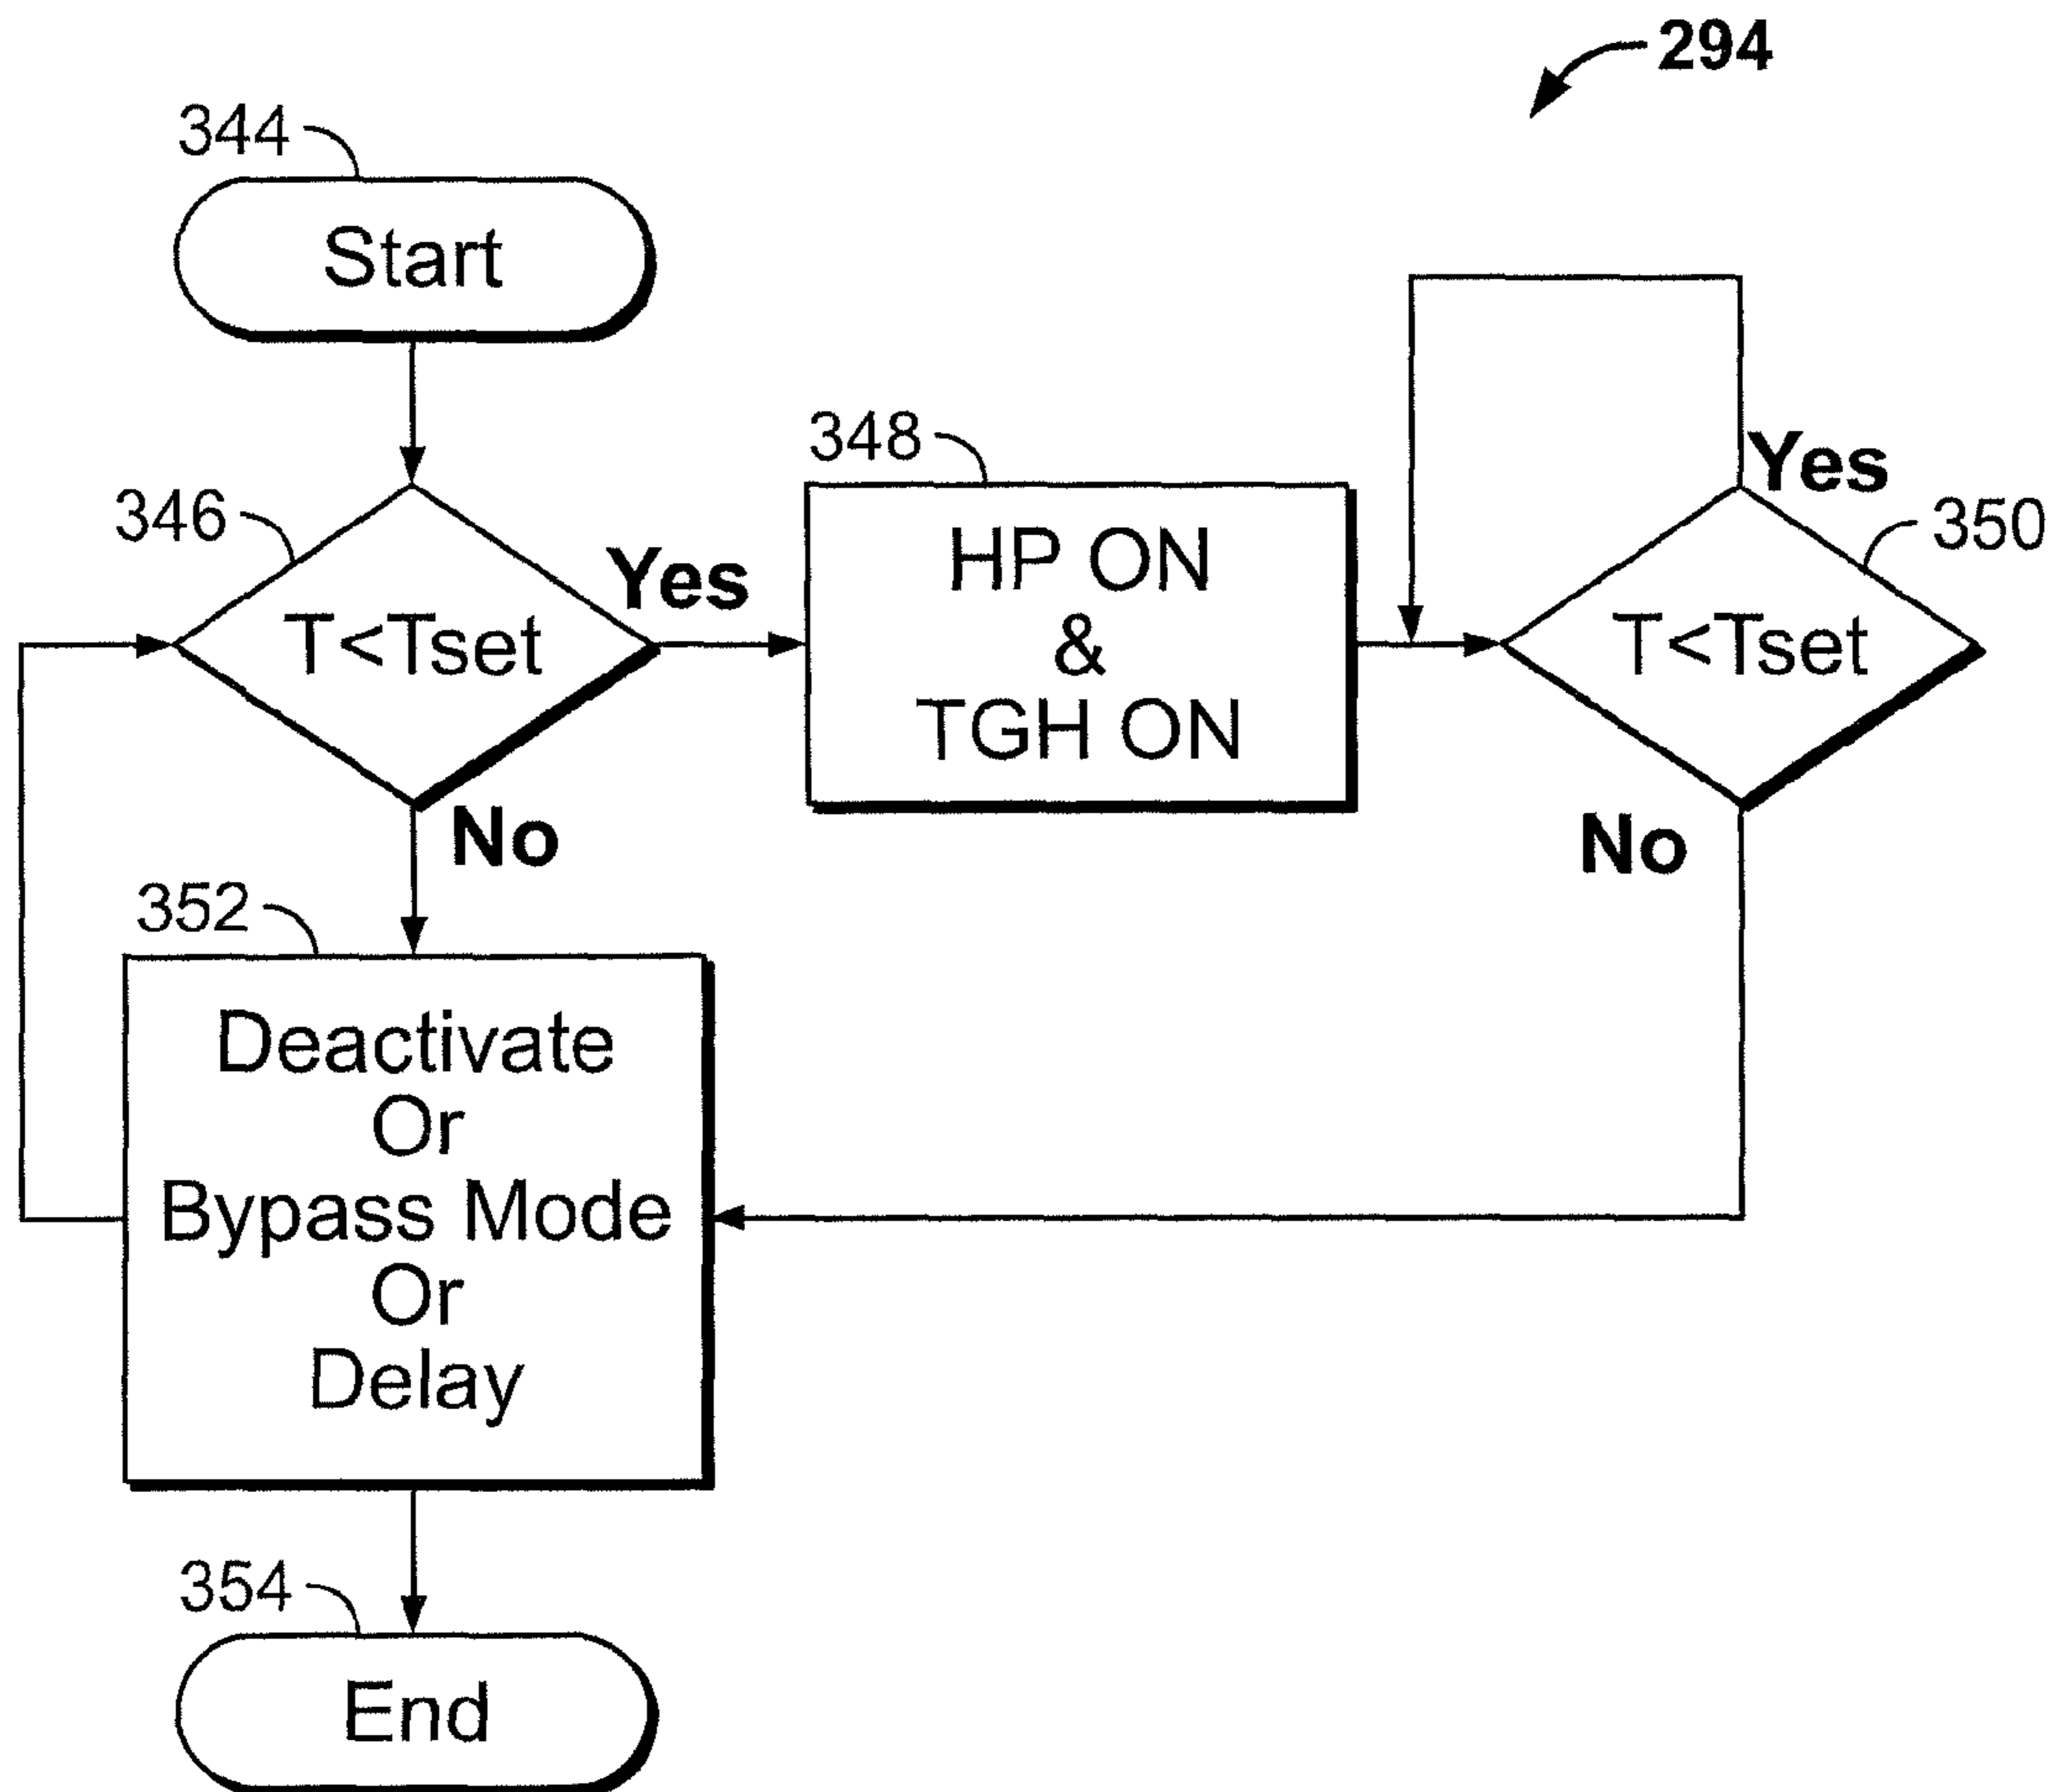 294
344
Start
346
T<Tset
Yes
348
HP ON
&
TGH ON
Yes
350
T<Tset
No
No
352
Deactivate
Or
Bypass Mode
Or
Delay
354
End